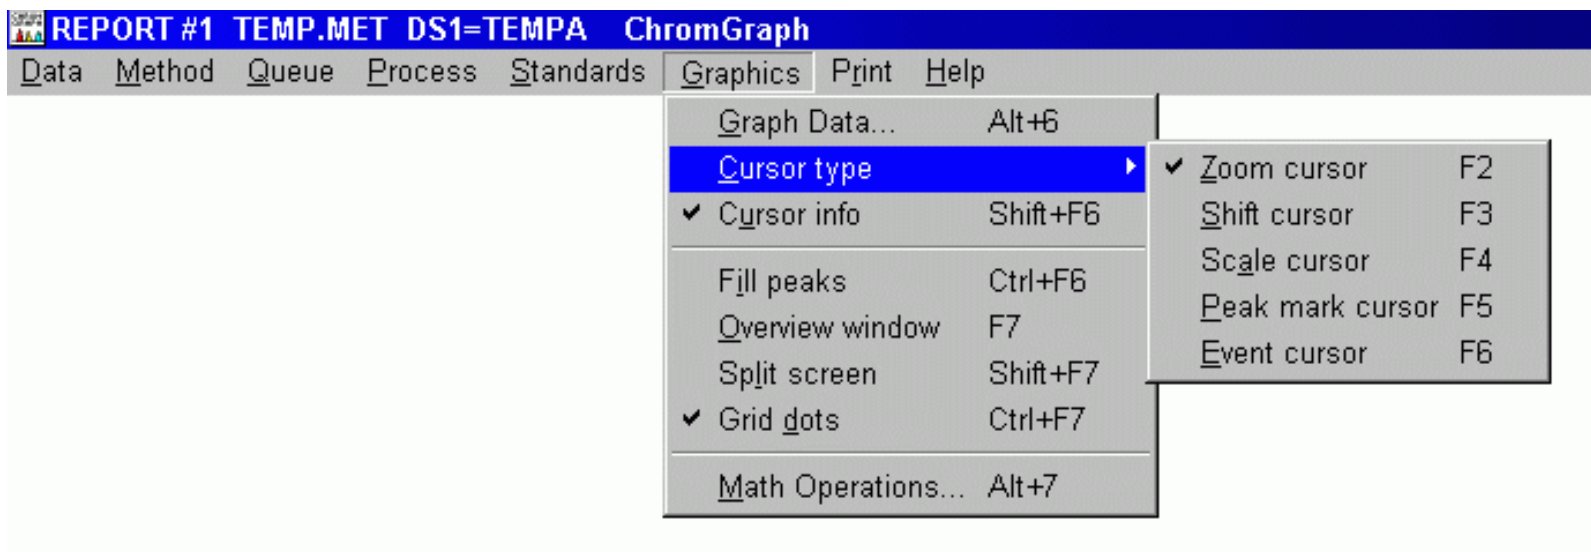 REPORT #1 TEMP.MET DS1=TEMPA ChromGraph
Data Method Queue Process Standards Graphics Print Help
Graph Data... Alt+6
Cursor type
Cursor info Shift+F6
Fill peaks Ctrl+F6
Overview window F7
Split screen Shift+F7
Grid dots Ctrl+F7
Math Operations... Alt+7
Zoom cursor F2
Shift cursor F3
Scale cursor F4
Peak mark cursor F5
Event cursor F6